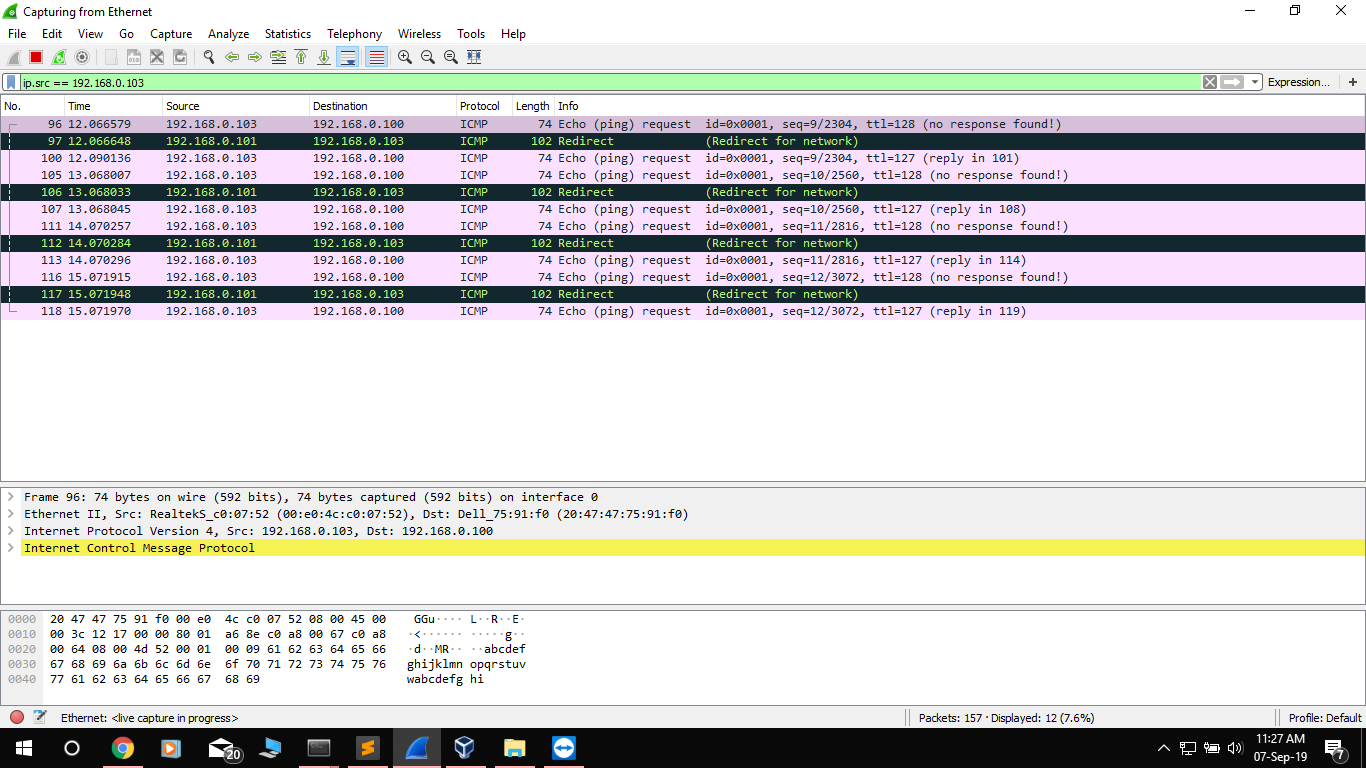 Capturing from Ethernet
File Edit View Go Capture Analyze Statistics Telephony Wireless Tools Help
ip.src == 192.168.0.103 Expression... +
No. Time Source Destination Protocol Length Info
96 12.066579 192.168.0.103 192.168.0.100 ICMP 74 Echo (ping) request id=0x0001, seq=9/2304, ttl=128 (no response found!)
97 12.066648 192.168.0.101 192.168.0.103 ICMP 102 Redirect (Redirect for network)
100 12.090136 192.168.0.103 192.168.0.100 ICMP 74 Echo (ping) request id=0x0001, seq=9/2304, ttl=127 (reply in 101)
105 13.068007 192.168.0.103 192.168.0.100 ICMP 74 Echo (ping) request id=0x0001, seq=10/2560, ttl=128 (no response found!)
106 13.068033 192.168.0.101 192.168.0.103 ICMP 102 Redirect (Redirect for network)
107 13.068045 192.168.0.103 192.168.0.100 ICMP 74 Echo (ping) request id=0x0001, seq=10/2560, ttl=127 (reply in 108)
111 14.070257 192.168.0.103 192.168.0.100 ICMP 74 Echo (ping) request id=0x0001, seq=11/2816, ttl=128 (no response found!)
112 14.070284 192.168.0.101 192.168.0.103 ICMP 102 Redirect (Redirect for network)
113 14.070296 192.168.0.103 192.168.0.100 ICMP 74 Echo (ping) request id=0x0001, seq=11/2816, ttl=127 (reply in 114)
116 15.071915 192.168.0.103 192.168.0.100 ICMP 74 Echo (ping) request id=0x0001, seq=12/3072, ttl=128 (no response found!)
117 15.071948 192.168.0.101 192.168.0.103 ICMP 102 Redirect (Redirect for network)
118 15.071970 192.168.0.103 192.168.0.100 ICMP 74 Echo (ping) request id=0x0001, seq=12/3072, ttl=127 (reply in 119)
Frame 96: 74 bytes on wire (592 bits), 74 bytes captured (592 bits) on interface 0
Ethernet II, Src: RealtekS_c0:07:52 (00:e0:4c:c0:07:52), Dst: Dell_75:91:f0 (20:47:47:75:91:f0)
Internet Protocol Version 4, Src: 192.168.0.103, Dst: 192.168.0.100
Internet Control Message Protocol
0000 20 47 47 75 91 f0 00 e0 4c c0 07 52 08 00 45 00 GGu···· L··R··E·
0010 00 3c 12 17 00 00 80 01 a6 8e c0 a8 00 67 c0 a8 ·<······ ·····g··
0020 00 64 08 00 4d 52 00 01 00 09 61 62 63 64 65 66 ·d··MR·· ··abcdef
0030 67 68 69 6a 6b 6c 6d 6e 6f 70 71 72 73 74 75 76 ghijklmn opqrstuv
0040 77 61 62 63 64 65 66 67 68 69 wabcdefg hi
Ethernet: <live capture in progress> Packets: 157 · Displayed: 12 (7.6%) Profile: Default
20 11:27 AM
07-Sep-19 7